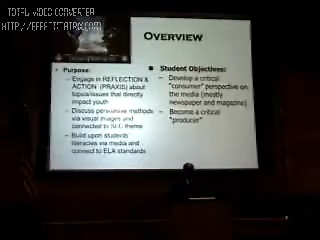 TOTAL VIDEO CONVERTER
HTTP://EFFECTMATRIX.COM
OVERVIEW
Purpose:
Engage in REFLECTION &
ACTION (PRAXIS) about
topics/issues that directly
impact youth
Discuss persuasive methods
via visual images and
connected to theme
Build upon students
literacies via media and
connect to ELA standards
Student Objectives:
Develop a critical
"consumer" perspective on
the media (mostly
newspaper and magazine)
Become a critical
"producer"